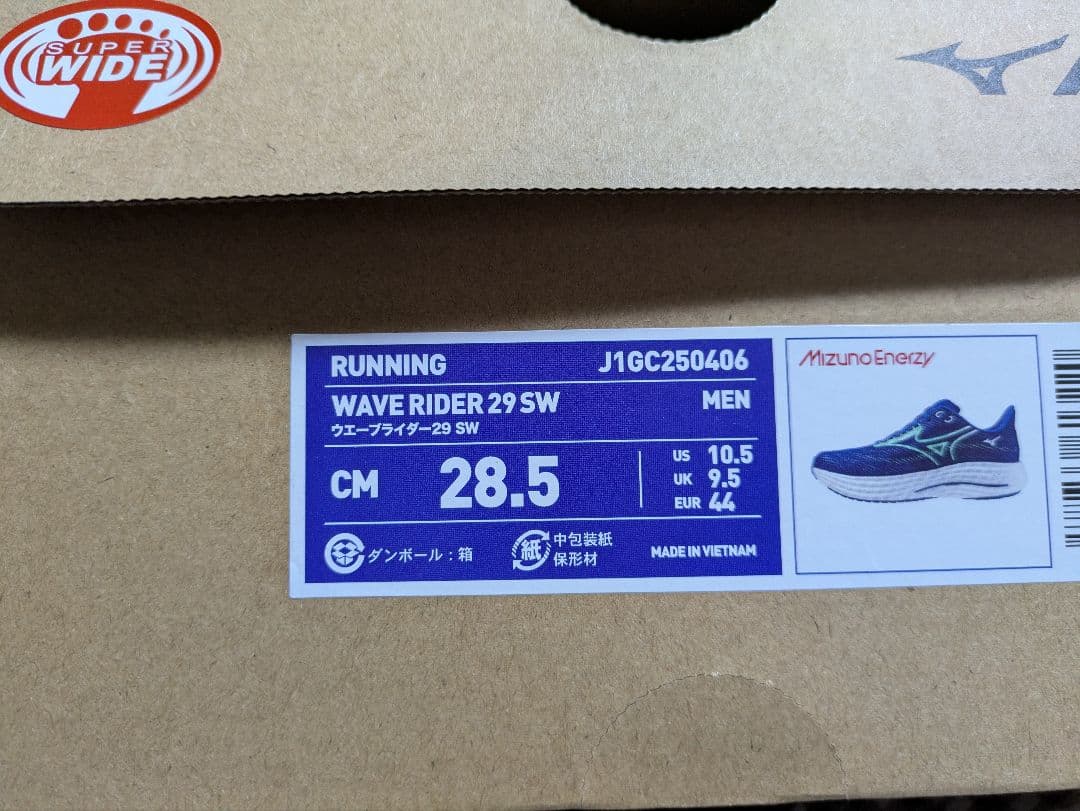 SUPER
WIDE
RUNNING J1GC250406
WAVE RIDER 29 SW MEN
ウエーブライダー29 SW
CM 28.5
US 10.5
UK 9.5
EUR 44
ダンボール：箱
紙 中包装紙
保形材
MADE IN VIETNAM
Mizuno Enerzy